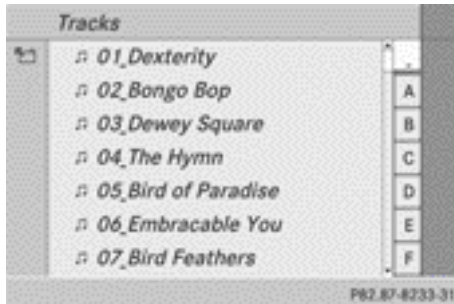 Tracks
01_Dexterity
02_Bongo Bop
03_Dewey Square
04_The Hymn
05_Bird of Paradise
06_Embracable You
07_Bird Feathers
.
A
B
C
D
E
F
P82.87-8233-31